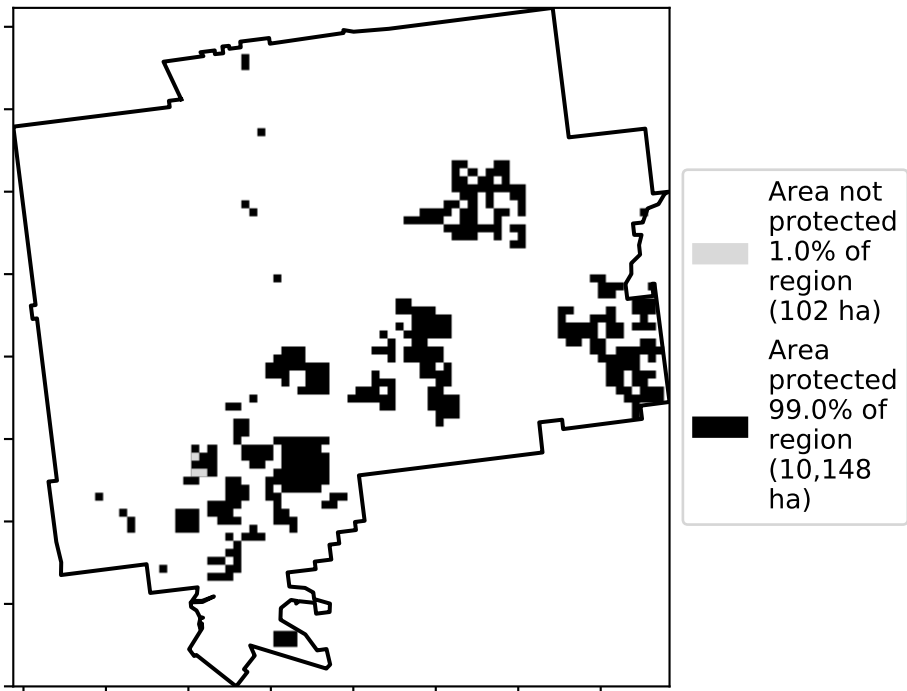 Area not
protected
1.0% of
region
(102 ha)
Area
protected
99.0% of
region
(10,148
ha)